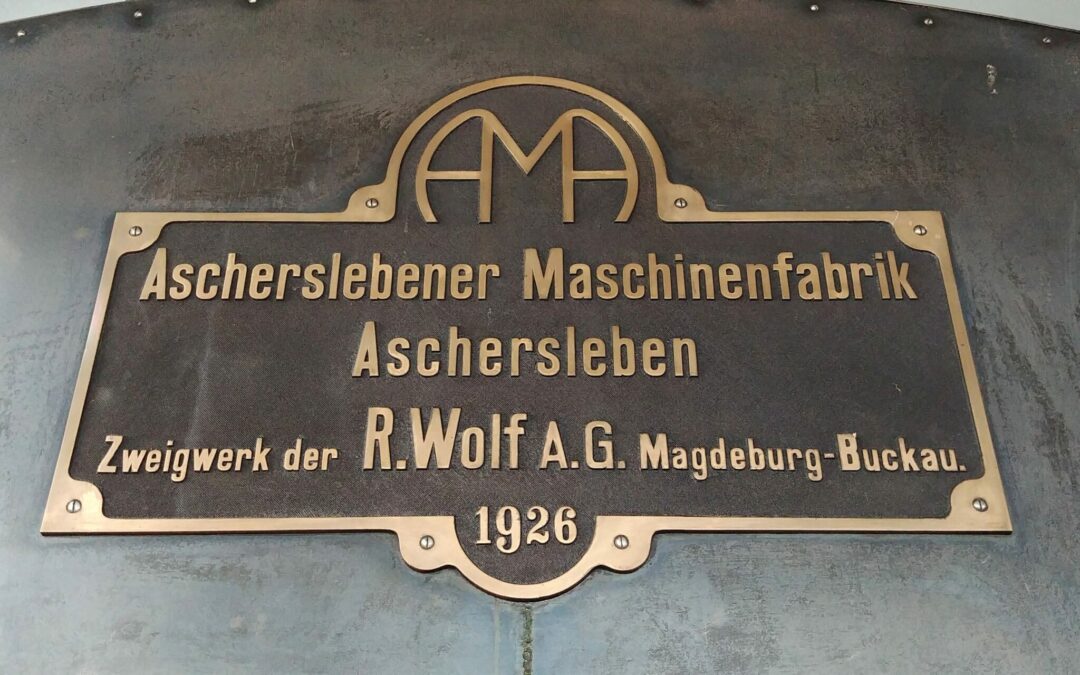 AMA
Ascherslebener Maschinenfabrik
Aschersleben
Zweigwerk der R.Wolf A.G. Magdeburg-Buckau.
1926